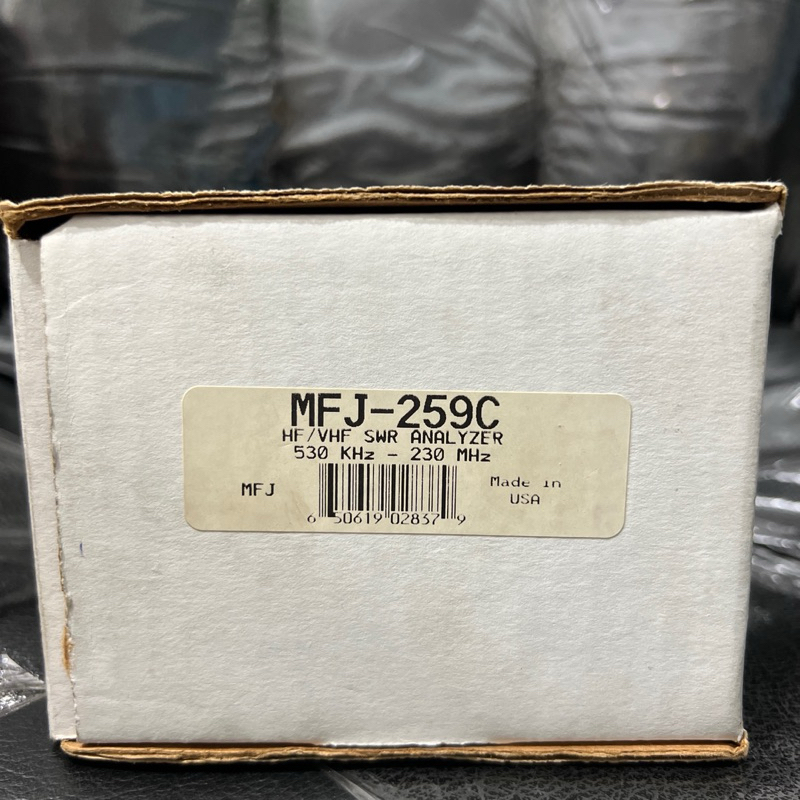 MFJ-259C
HF/VHF SWR ANALYZER
530 KHz - 230 MHz
MFJ
Made in
USA
6 50619 02837 9